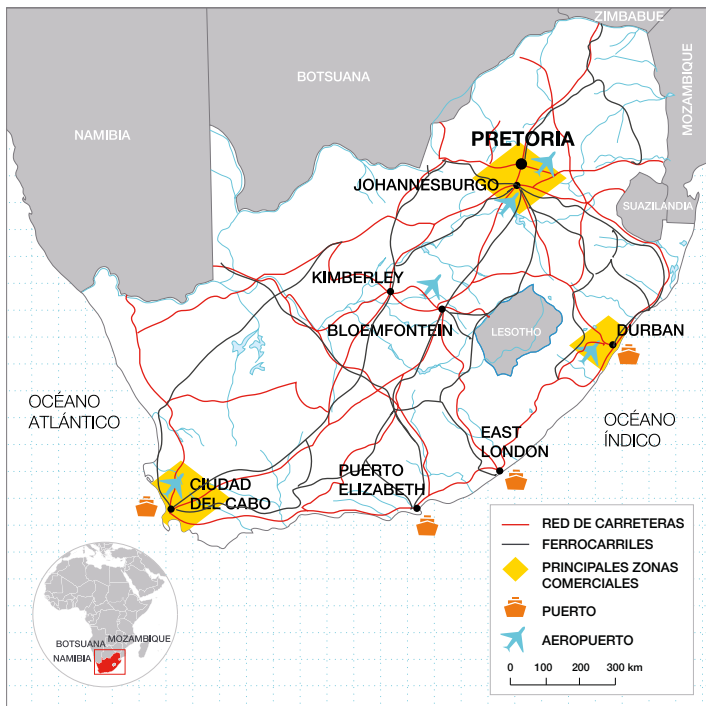 ZIMBABUE
BOTSUANA
MOZAMBIQUE
NAMIBIA
PRETORIA
JOHANNESBURGO
SUAZILANDIA
KIMBERLEY
BLOEMFONTEIN
LESOTHO
DURBAN
OCÉANO
ATLÁNTICO
OCÉANO
ÍNDICO
EAST
LONDON
PUERTO
ELIZABETH
CIUDAD
DEL CABO
RED DE CARRETERAS
FERROCARRILES
PRINCIPALES ZONAS
COMERCIALES
PUERTO
AEROPUERTO
0 100 200 300 km
BOTSUANA
MOZAMBIQUE
NAMIBIA